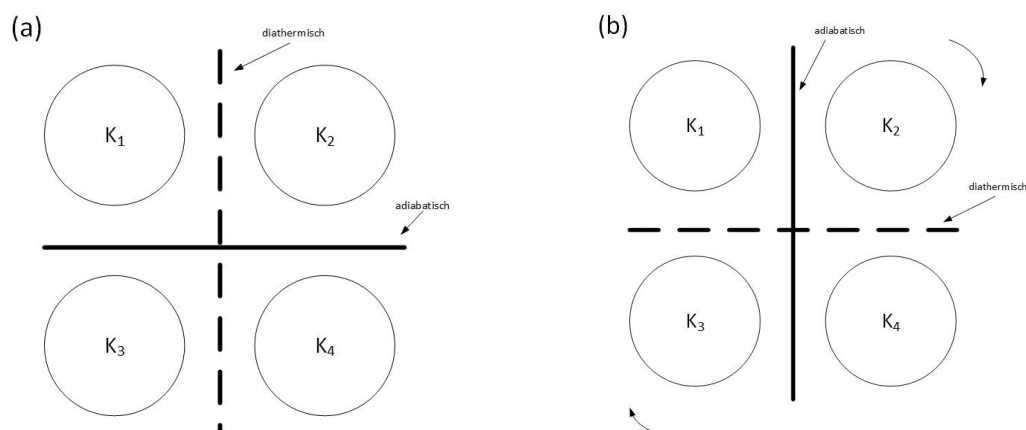 (a)
diathermisch
K₁
K₂
adiabatisch
K₃
K₄
(b)
adiabatisch
K₁
K₂
diathermisch
K₃
K₄